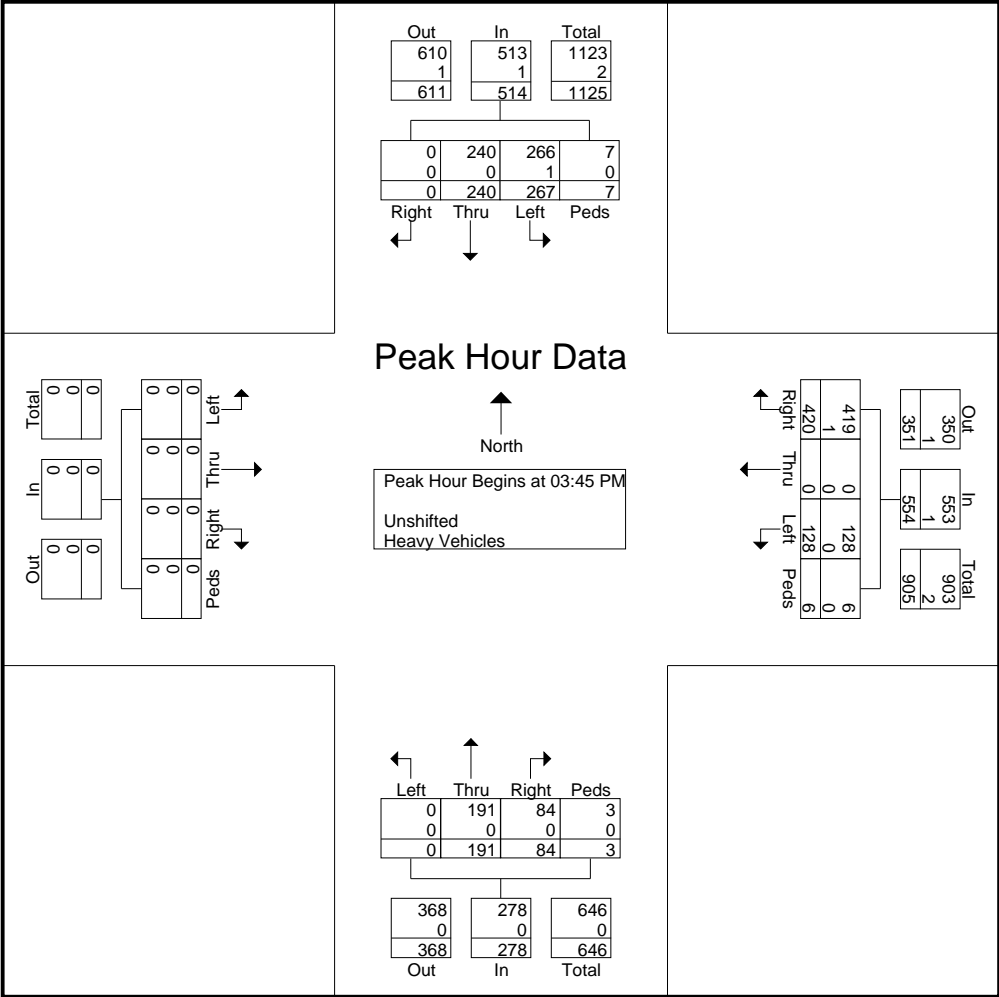 Out In Total
610 513 1123
1 1 2
611 514 1125
0 240 266 7
0 0 1 0
0 240 267 7
Right Thru Left Peds
Peak Hour Data
North
Peak Hour Begins at 03:45 PM
Unshifted
Heavy Vehicles
Total
0 0 0
In
0 0 0
Out
0 0 0
Left
0 0 0
Thru
0 0 0
Right
0 0 0
Peds
0 0 0
Right
419 1 420
Thru
0 0 0
Left
128 0 128
Peds
6 0 6
Out
350 1 351
In
553 1 554
Total
903 2 905
Left Thru Right Peds
0 191 84 3
0 0 0 0
0 191 84 3
368 278 646
0 0 0
368 278 646
Out In Total